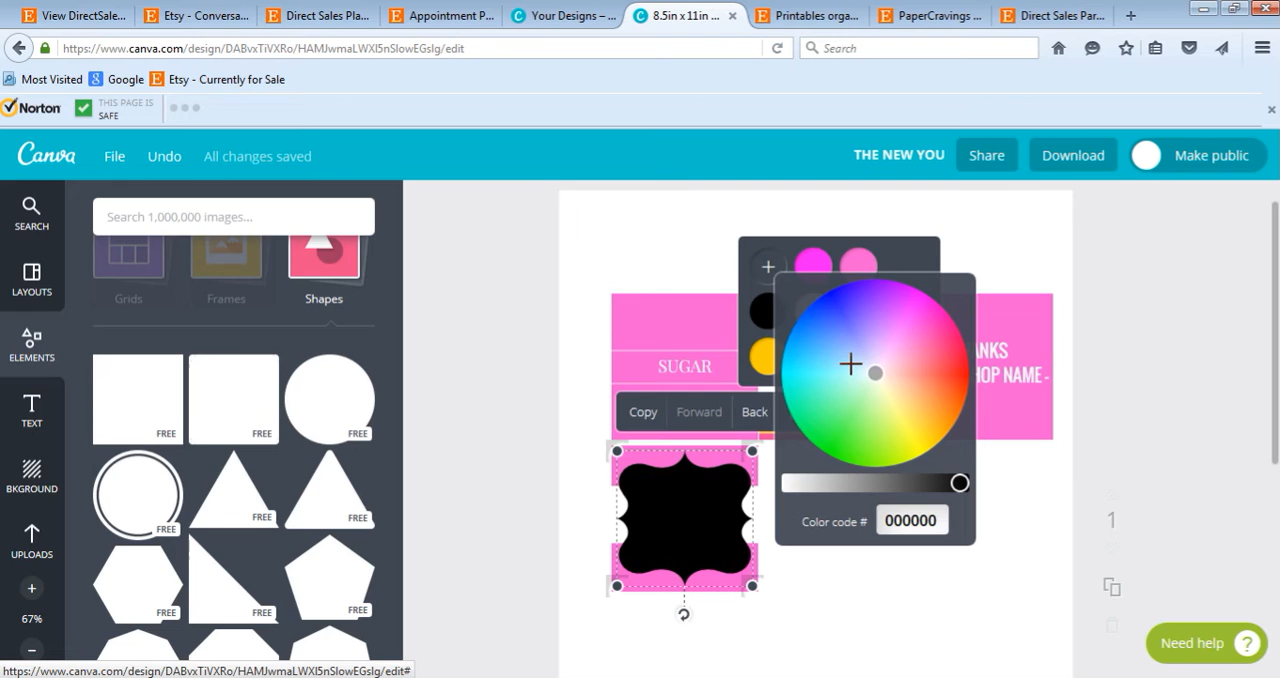 View DirectSale...
Etsy - Conversa...
Direct Sales Pla...
Appointment P...
Your Designs – ...
8.5in x 11in ...
Printables orga...
PaperCravings ...
Direct Sales Par...
https://www.canva.com/design/DABvxTiVXRo/HAMJwmaLWXI5nSlowEGsIg/edit
Search
Most Visited
Google
Etsy - Currently for Sale
Norton
THIS PAGE IS
SAFE
Canva
File
Undo
All changes saved
THE NEW YOU
Share
Download
Make public
SEARCH
LAYOUTS
ELEMENTS
TEXT
BKGROUND
UPLOADS
67%
Search 1,000,000 images...
Grids
Frames
Shapes
FREE
FREE
FREE
FREE
FREE
FREE
FREE
FREE
FREE
SUGAR
ANKS
HOP NAME -
Copy
Forward
Back
Color code #
000000
1
Need help ?
https://www.canva.com/design/DABvxTiVXRo/HAMJwmaLWXI5nSlowEGsIg/edit#